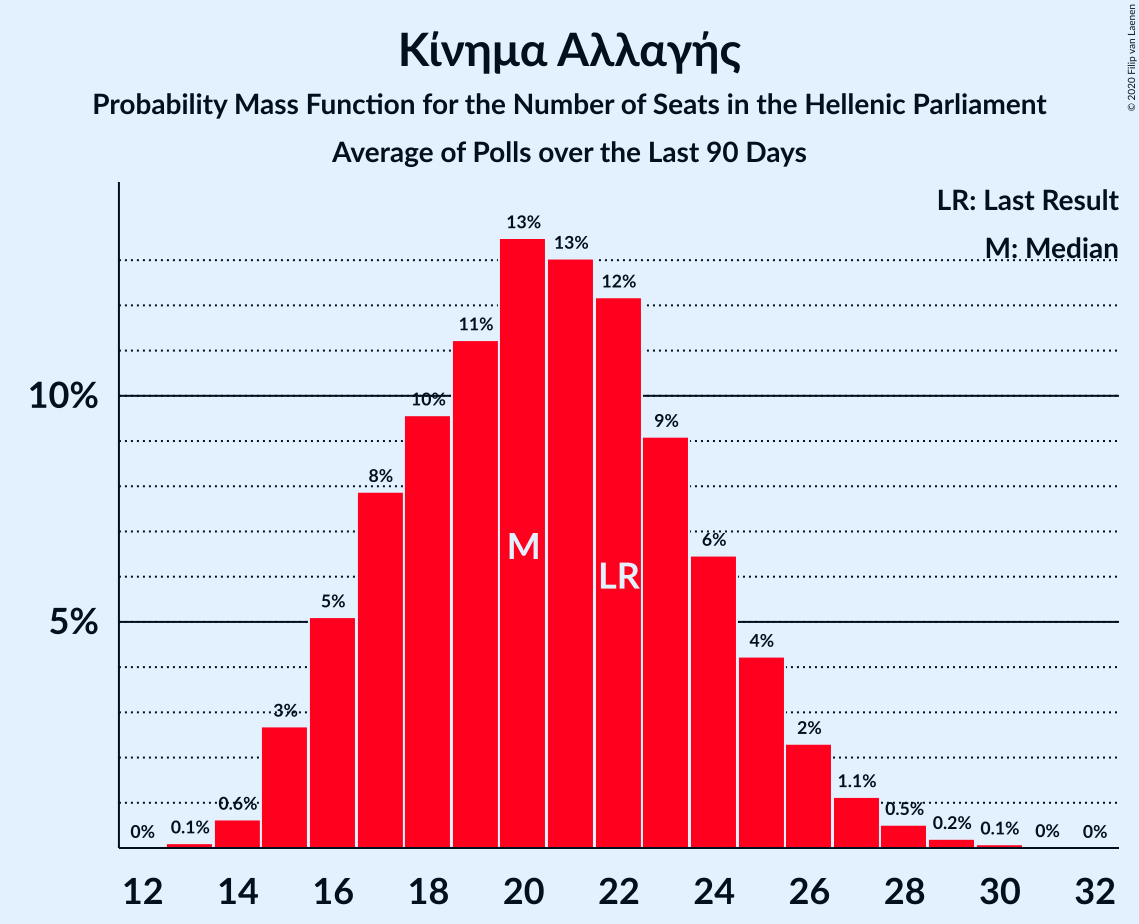 Κίνημα Αλλαγής
Probability Mass Function for the Number of Seats in the Hellenic Parliament
Average of Polls over the Last 90 Days
© 2020 Filip van Laenen
LR: Last Result
M: Median
10%
5%
0%
0.1%
0.6%
3%
5%
8%
10%
11%
13%
13%
12%
9%
6%
4%
2%
1.1%
0.5%
0.2%
0.1%
0%
0%
M
LR
12 14 16 18 20 22 24 26 28 30 32